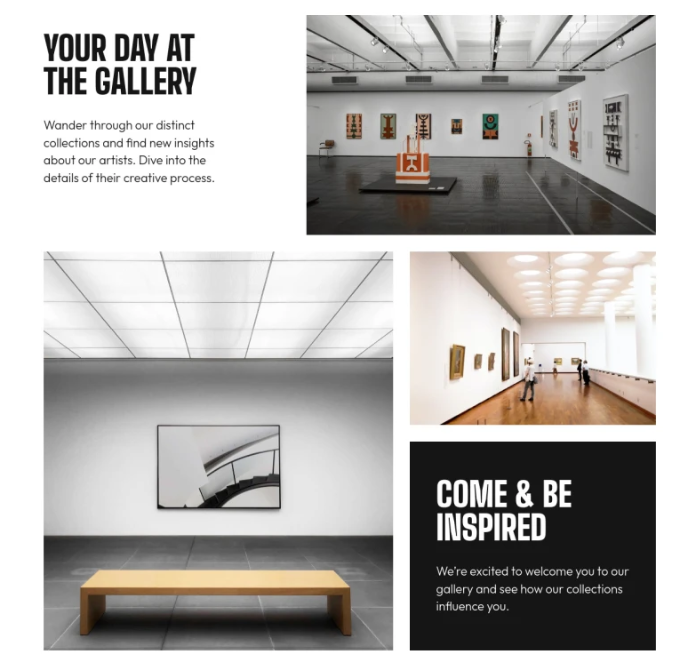 YOUR DAY AT
THE GALLERY
Wander through our distinct
collections and find new insights
about our artists. Dive into the
details of their creative process.
COME & BE
INSPIRED
We're excited to welcome you to our
gallery and see how our collections
influence you.